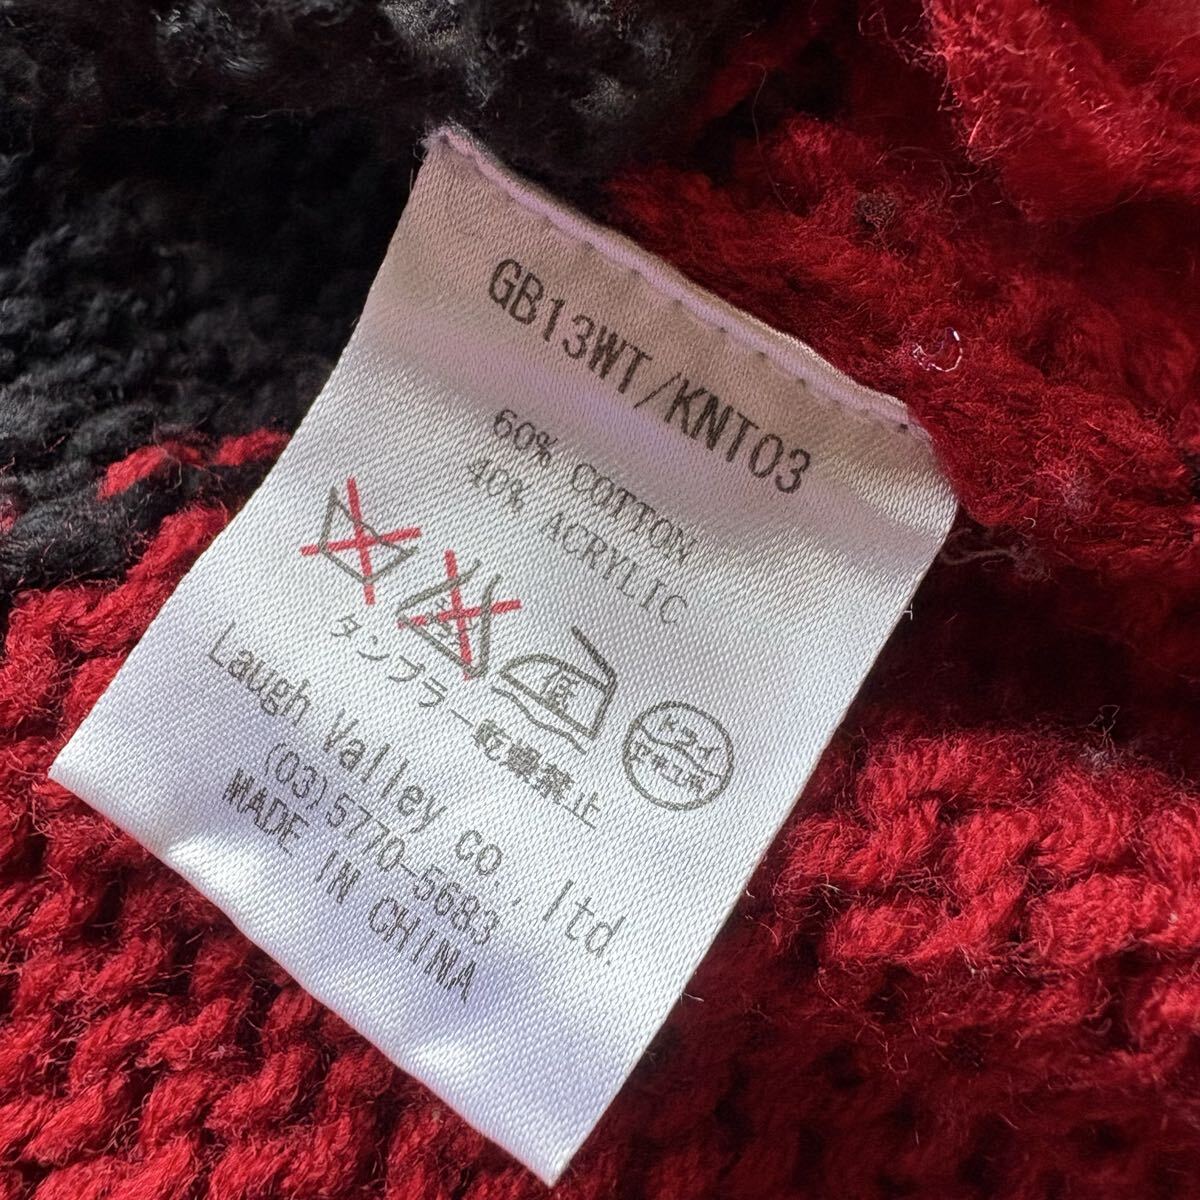 GB13WT/KNT03
60% COTTON
40% ACRYLIC
タンブラー乾燥禁止
Laugh Valley co., ltd.
(03)5770-5683
MADE IN CHINA